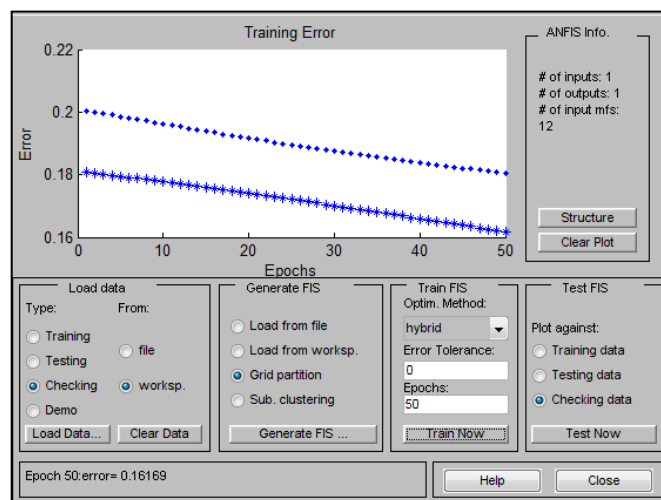 Training Error
0.22
0.2
0.18
0.16
Error
0
10
20
30
40
50
Epochs
ANFIS Info.
# of inputs: 1
# of outputs: 1
# of input mfs:
12
Structure
Clear Plot
Load data
Type:
From:
Training
Testing
Checking
Demo
file
worksp.
Load Data...
Clear Data
Generate FIS
Load from file
Load from worksp.
Grid partition
Sub. clustering
Generate FIS ...
Train FIS
Optim. Method:
hybrid
Error Tolerance:
0
Epochs:
50
Train Now
Test FIS
Plot against:
Training data
Testing data
Checking data
Test Now
Epoch 50:error= 0.16169
Help
Close